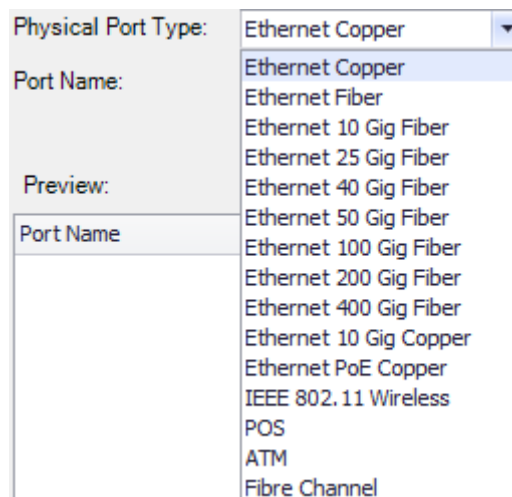 Physical Port Type: Ethernet Copper
Ethernet Copper
Port Name:
Ethernet Fiber
Ethernet 10 Gig Fiber
Ethernet 25 Gig Fiber
Preview:
Ethernet 40 Gig Fiber
Ethernet 50 Gig Fiber
Port Name
Ethernet 100 Gig Fiber
Ethernet 200 Gig Fiber
Ethernet 400 Gig Fiber
Ethernet 10 Gig Copper
Ethernet PoE Copper
IEEE 802.11 Wireless
POS
ATM
Fibre Channel